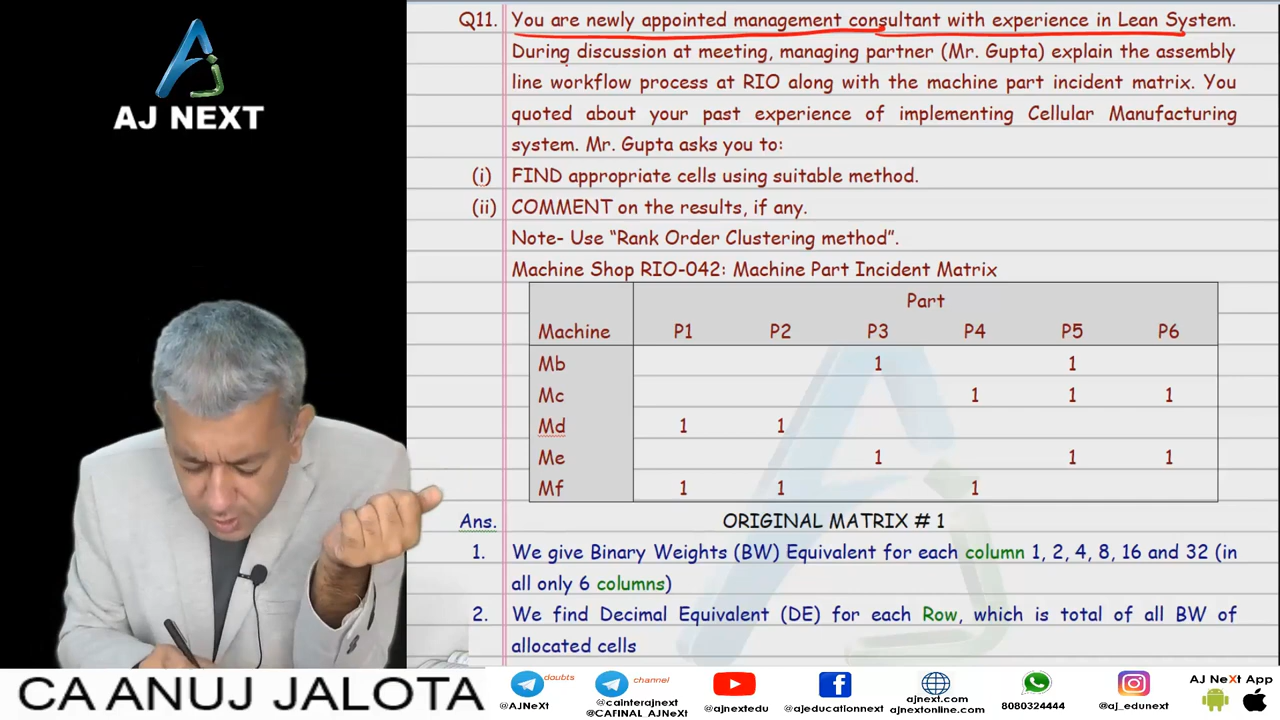 AJ NEXT
Q11. You are newly appointed management consultant with experience in Lean System.
During discussion at meeting, managing partner (Mr. Gupta) explain the assembly
line workflow process at RIO along with the machine part incident matrix. You
quoted about your past experience of implementing Cellular Manufacturing
system. Mr. Gupta asks you to:
(i) FIND appropriate cells using suitable method.
(ii) COMMENT on the results, if any.
Note- Use “Rank Order Clustering method”.
Machine Shop RIO-042: Machine Part Incident Matrix
Part
Machine P1 P2 P3 P4 P5 P6
Mb 1 1
Mc 1 1 1
Md 1 1
Me 1 1 1
Mf 1 1 1
Ans. ORIGINAL MATRIX # 1
1. We give Binary Weights (BW) Equivalent for each column 1, 2, 4, 8, 16 and 32 (in
all only 6 columns)
2. We find Decimal Equivalent (DE) for each Row, which is total of all BW of
allocated cells
CA ANUJ JALOTA
doubts
@AJNeXt
channel
@cainterajnext
@CAFINAL_AJNeXt
@ajnextedu
@ajeducationnext
ajnext.com
ajnextonline.com
8080324444
@aj_edunext
AJ NeXt App